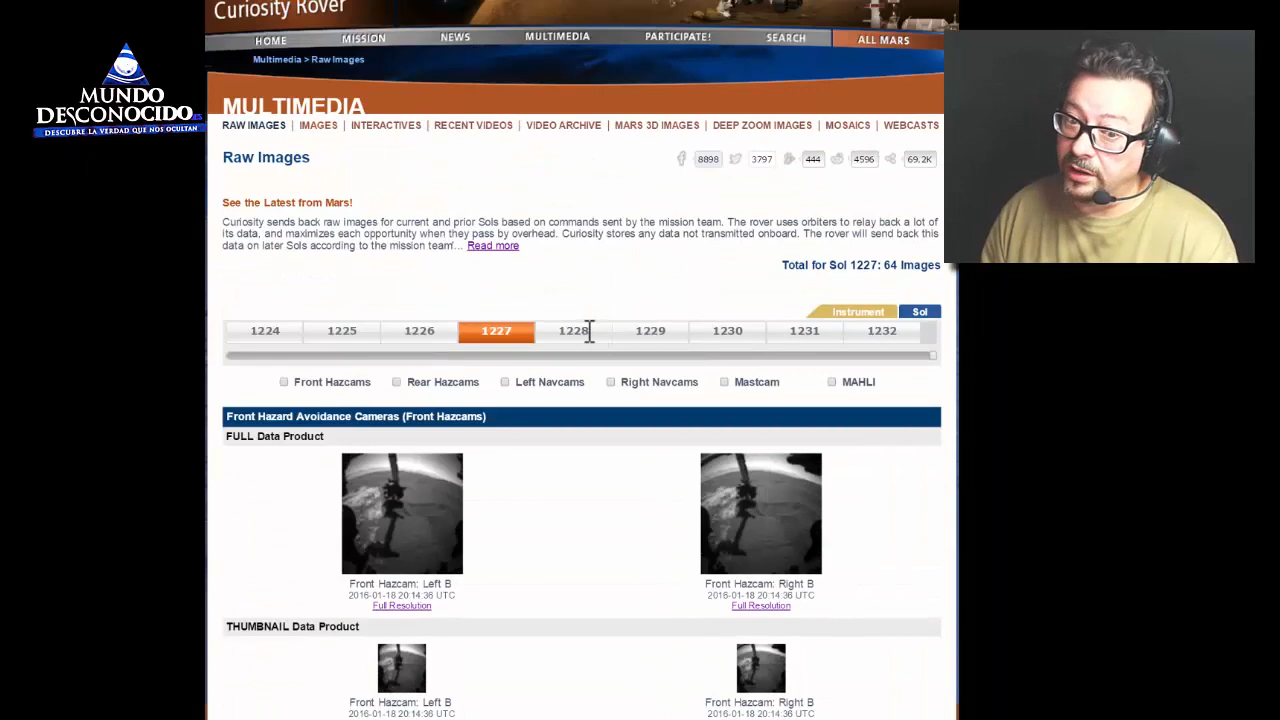 Curiosity Rover
HOME MISSION NEWS MULTIMEDIA PARTICIPATE! SEARCH ALL MARS
Multimedia > Raw Images
MUNDO
DESCONOCIDO.ES
DESCUBRE LA VERDAD QUE NOS OCULTAN
MULTIMEDIA
RAW IMAGES | IMAGES | INTERACTIVES | RECENT VIDEOS | VIDEO ARCHIVE | MARS 3D IMAGES | DEEP ZOOM IMAGES | MOSAICS | WEBCASTS
Raw Images 8898 3797 444 4596 69.2K
See the Latest from Mars!
Curiosity sends back raw images for current and prior Sols based on commands sent by the mission team. The rover uses orbiters to relay back a lot of
its data, and maximizes each opportunity when they pass by overhead. Curiosity stores any data not transmitted onboard. The rover will send back this
data on later Sols according to the mission team'... Read more
Total for Sol 1227: 64 Images
Instrument Sol
1224 1225 1226 1227 1228 1229 1230 1231 1232
Front Hazcams Rear Hazcams Left Navcams Right Navcams Mastcam MAHLI
Front Hazard Avoidance Cameras (Front Hazcams)
FULL Data Product
Front Hazcam: Left B Front Hazcam: Right B
2016-01-18 20:14:36 UTC 2016-01-18 20:14:36 UTC
Full Resolution Full Resolution
THUMBNAIL Data Product
Front Hazcam: Left B Front Hazcam: Right B
2016-01-18 20:14:36 UTC 2016-01-18 20:14:36 UTC